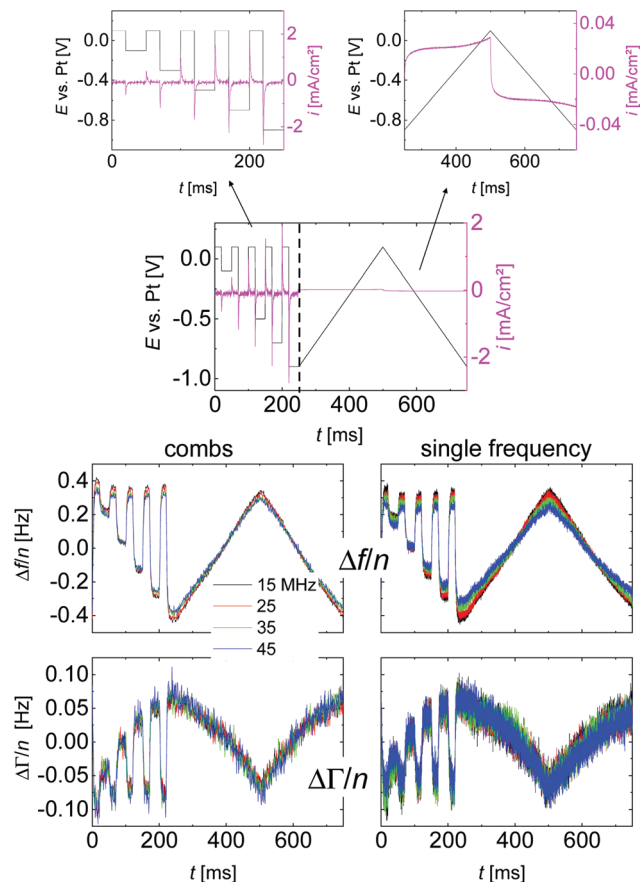 E vs. Pt [V]
0.0
-0.4
-0.8
2
0
-2
i [mA/cm²]
0
100
200
t [ms]
E vs. Pt [V]
0.0
-0.4
-0.8
0.04
0.00
-0.04
i [mA/cm²]
400
600
t [ms]
E vs. Pt [V]
0.0
-0.5
-1.0
2
0
-2
i [mA/cm²]
0
200
400
600
t [ms]
combs
single frequency
Δf/n [Hz]
0.4
0.2
0.0
-0.2
-0.4
Δf/n
15 MHz
25
35
45
ΔΓ/n [Hz]
0.10
0.05
0.00
-0.05
-0.10
ΔΓ/n
0
200
400
600
t [ms]
0
200
400
600
t [ms]